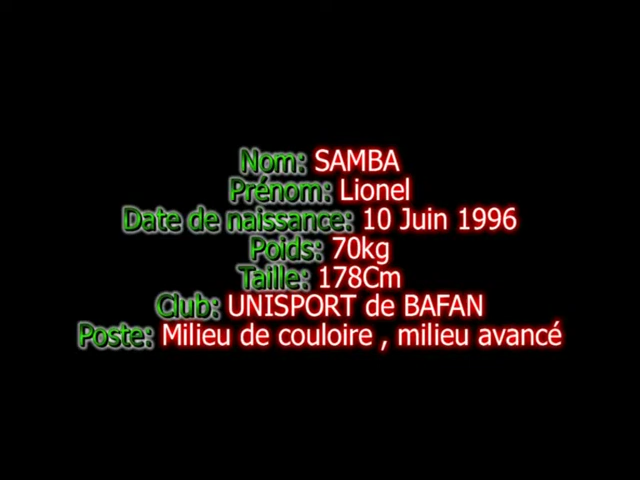 Nom: SAMBA
Prénom: Lionel
Date de naissance: 10 Juin 1996
Poids: 70kg
Taille: 178Cm
Club: UNISPORT de BAFAN
Poste: Milieu de couloire , milieu avancé